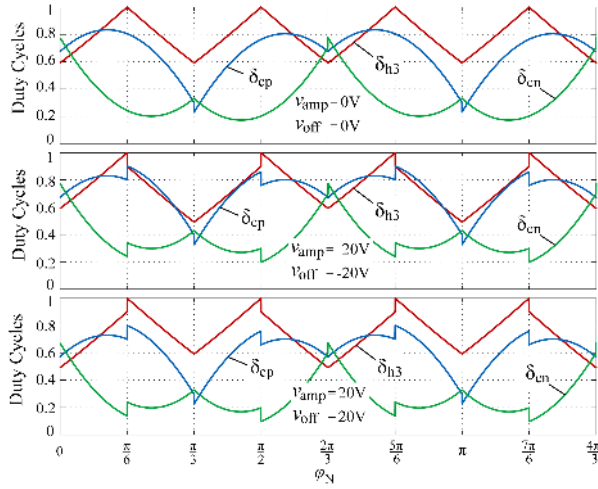 Duty Cycles
1
0.8
0.6
0.4
0.2
0
δcp
δh3
δcn
vamp=0V
voff=0V
Duty Cycles
1
0.8
0.6
0.4
0.2
δcp
δh3
δcn
vamp= 20V
voff=-20V
Duty Cycles
1
0.8
0.6
0.4
0.2
0
δcp
δh3
δcn
vamp=20V
voff=20V
0 π/6 π/3 π/2 2π/3 5π/6 π 7π/6 4π/3
φN